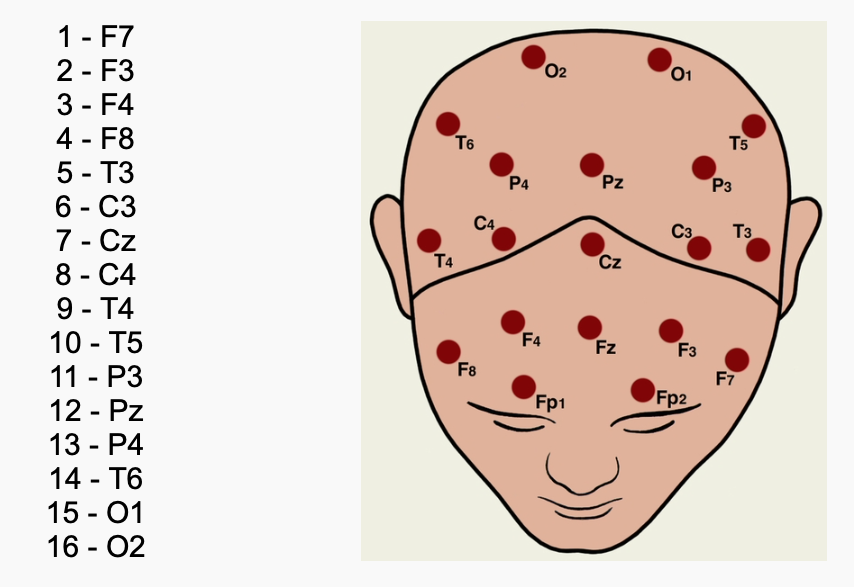 1 - F7
2 - F3
3 - F4
4 - F8
5 - T3
6 - C3
7 - Cz
8 - C4
9 - T4
10 - T5
11 - P3
12 - Pz
13 - P4
14 - T6
15 - O1
16 - O2
O2
O1
T6
T5
P4
Pz
P3
C4
C3
T3
T4
Cz
F4
Fz
F3
F8
F7
Fp1
Fp2